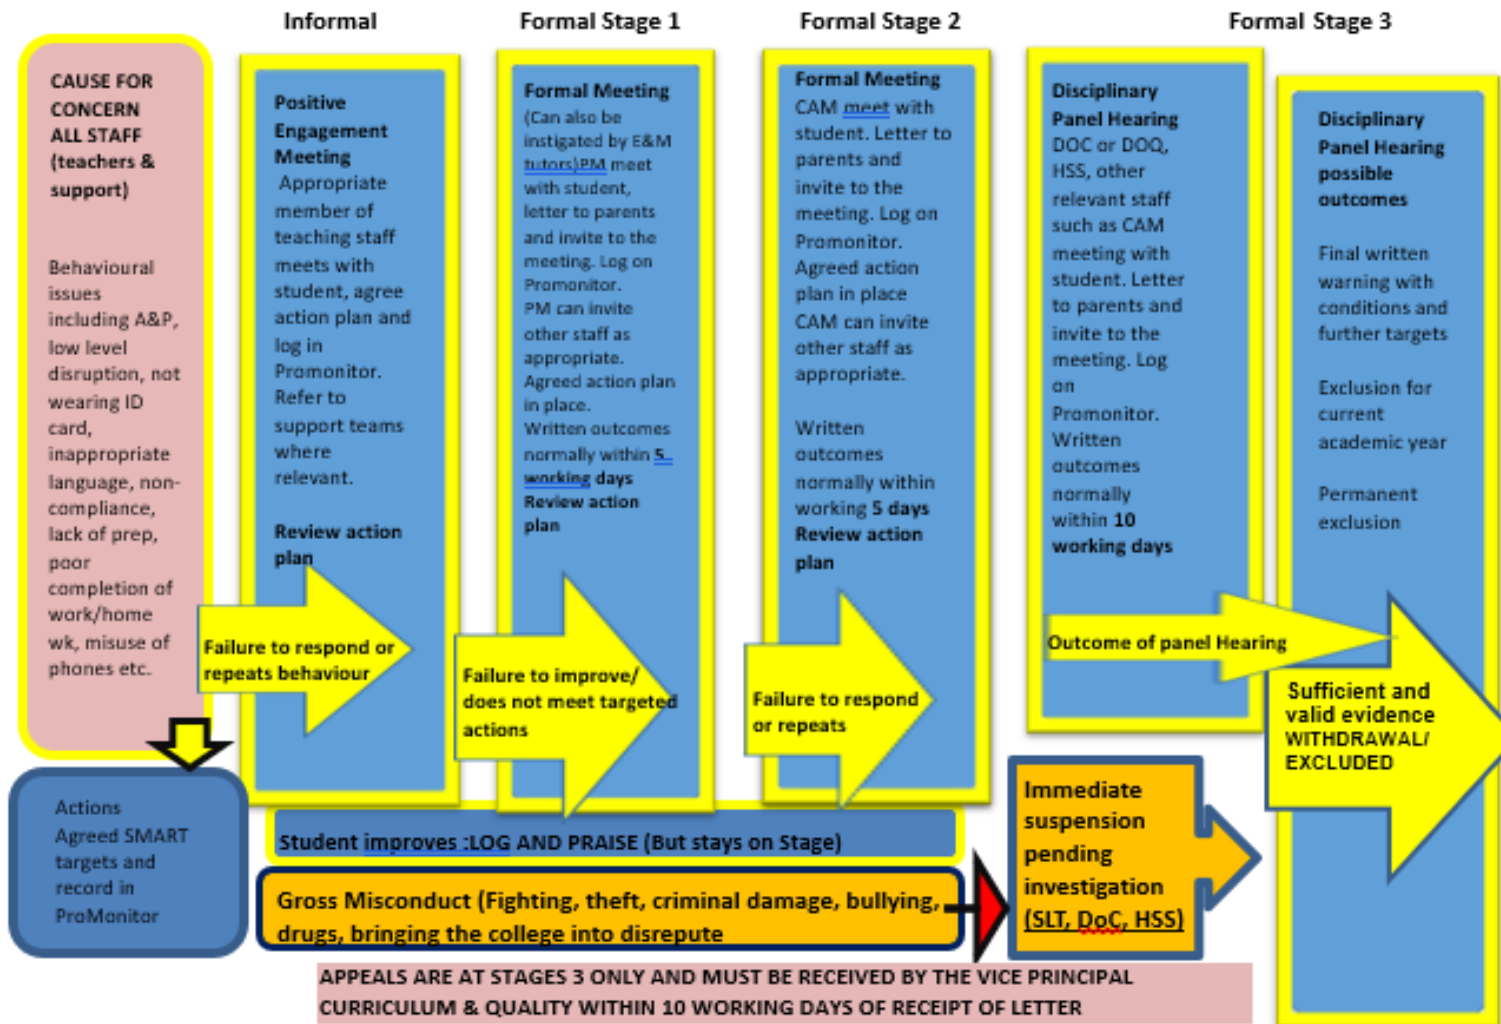 Informal
Formal Stage 1
Formal Stage 2
Formal Stage 3
CAUSE FOR
CONCERN
ALL STAFF
(teachers &
support)
Behavioural
issues
including A&P,
low level
disruption, not
wearing ID
card,
inappropriate
language, non-
compliance,
lack of prep,
poor
completion of
work/home
wk, misuse of
phones etc.
Actions
Agreed SMART
targets and
record in
ProMonitor
Positive
Engagement
Meeting
Appropriate
member of
teaching staff
meets with
student, agree
action plan and
log in
Promonitor.
Refer to
support teams
where
relevant.
Review action
plan
Failure to respond or
repeats behaviour
Formal Meeting
(Can also be
instigated by E&M
tutors)PM meet
with student,
letter to parents
and invite to the
meeting. Log on
Promonitor.
PM can invite
other staff as
appropriate.
Agreed action plan
in place.
Written outcomes
normally within 5
working days
Review action
plan
Failure to improve/
does not meet targeted
actions
Formal Meeting
CAM meet with
student. Letter to
parents and
invite to the
meeting. Log on
Promonitor.
Agreed action
plan in place
CAM can invite
other staff as
appropriate.
Written
outcomes
normally within
working 5 days
Review action
plan
Failure to respond
or repeats
Disciplinary
Panel Hearing
DOC or DOQ,
HSS, other
relevant staff
such as CAM
meeting with
student. Letter
to parents and
invite to the
meeting. Log
on
Promonitor.
Written
outcomes
normally
within 10
working days
Outcome of panel Hearing
Disciplinary
Panel Hearing
possible
outcomes
Final written
warning with
conditions and
further targets
Exclusion for
current
academic year
Permanent
exclusion
Sufficient and
valid evidence
WITHDRAWAL/
EXCLUDED
Student improves :LOG AND PRAISE (But stays on Stage)
Gross Misconduct (Fighting, theft, criminal damage, bullying,
drugs, bringing the college into disrepute
Immediate
suspension
pending
investigation
(SLT, DoC, HSS)
APPEALS ARE AT STAGES 3 ONLY AND MUST BE RECEIVED BY THE VICE PRINCIPAL
CURRICULUM & QUALITY WITHIN 10 WORKING DAYS OF RECEIPT OF LETTER